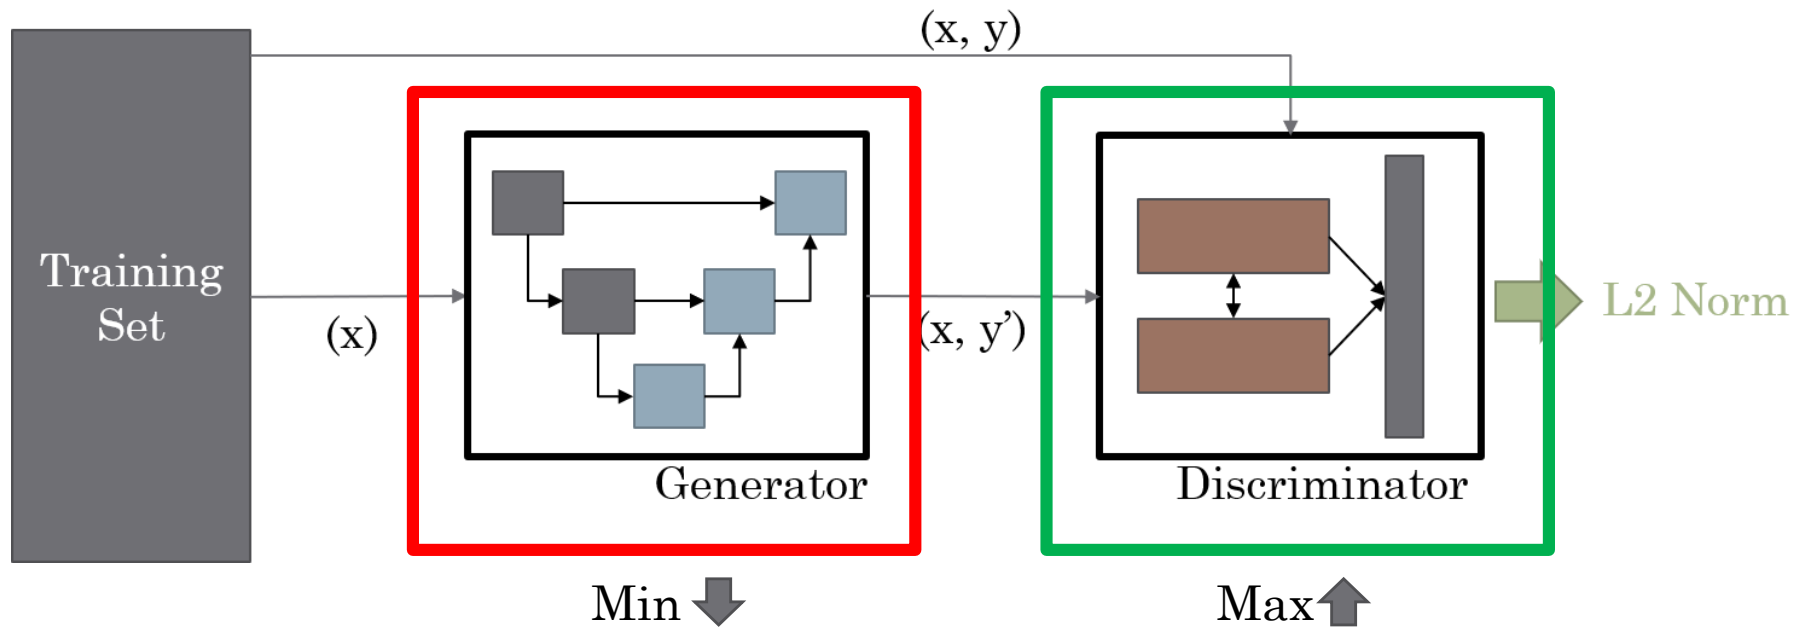 (x, y)
Training
Set
(x)
(x, y’)
L2 Norm
Generator
Discriminator
Min
Max